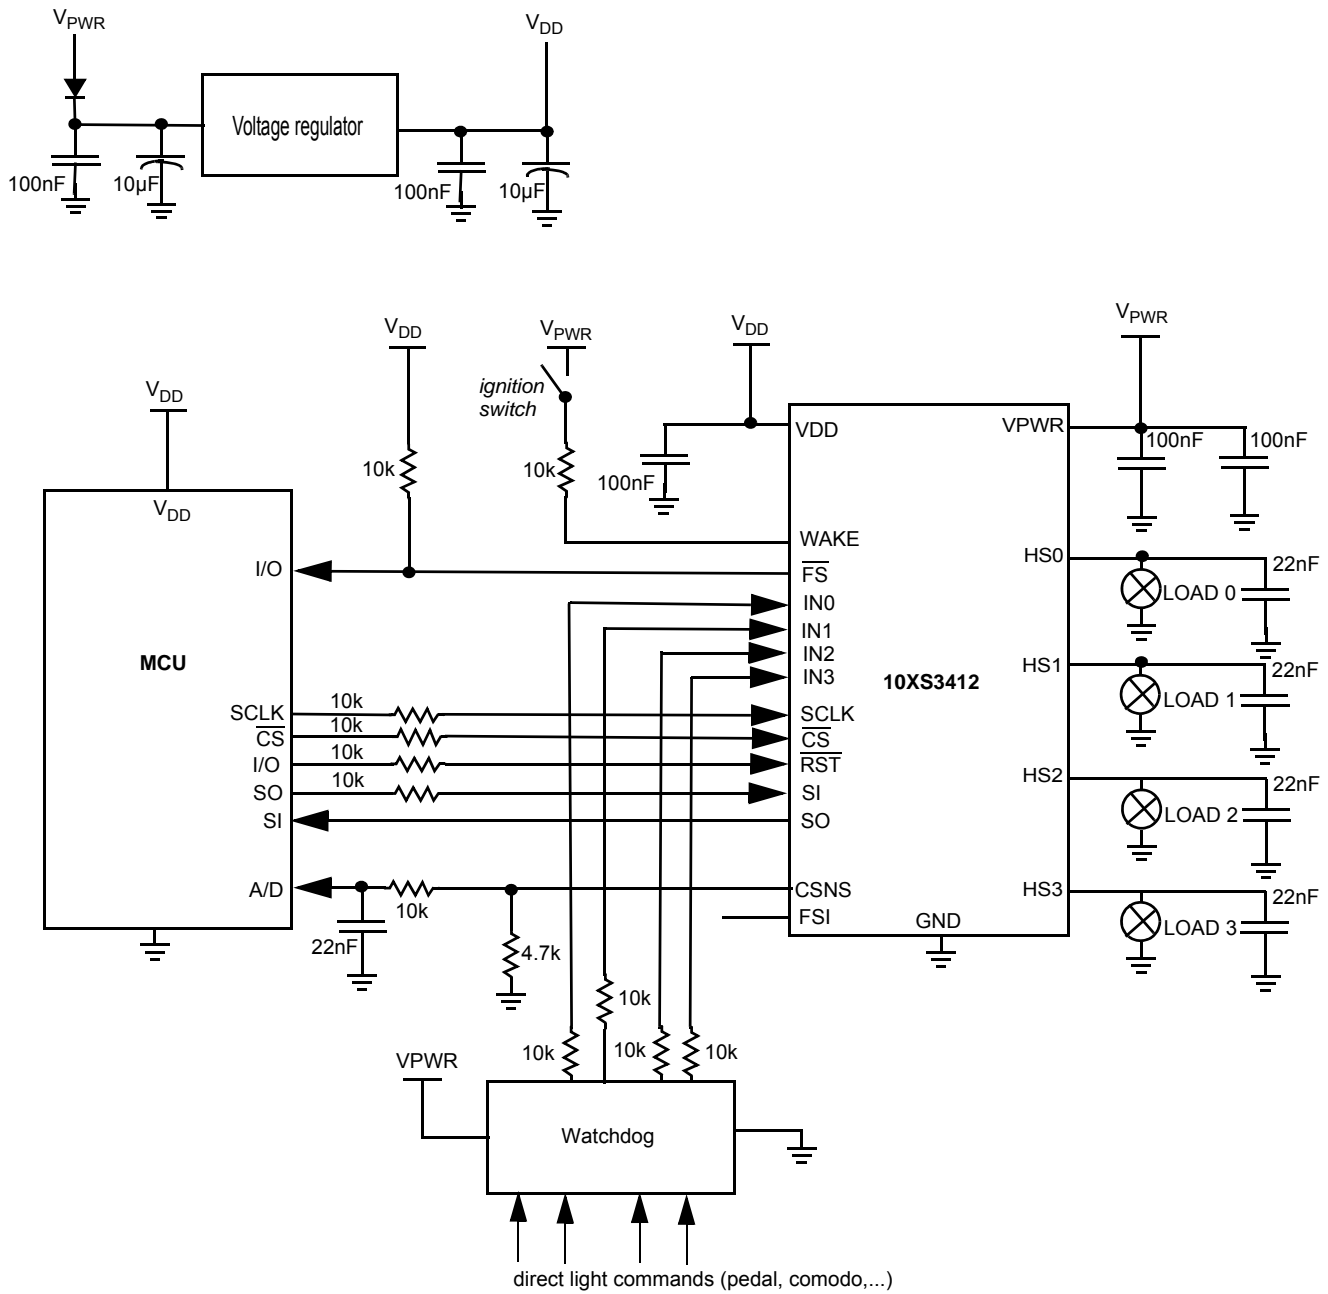 VPWR
VDD
Voltage regulator
100nF
10µF
100nF
10µF
VDD
VPWR
VDD
VPWR
VDD
ignition
switch
10k
10k
100nF
VDD
VPWR
100nF
100nF
VDD
WAKE
I/O
FS
HS0
22nF
LOAD 0
IN0
IN1
IN2
IN3
MCU
10XS3412
HS1
22nF
LOAD 1
SCLK
10k
SCLK
CS
10k
CS
I/O
10k
RST
SO
10k
SI
SI
SO
HS2
22nF
LOAD 2
A/D
10k
CSNS
FSI
GND
HS3
22nF
LOAD 3
22nF
4.7k
10k
10k
10k
10k
VPWR
Watchdog
direct light commands (pedal, comodo,...)